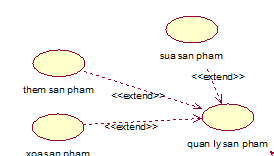 sua san pham
<<extend>>
them san pham
<<extend>>
<<extend>>
quan ly san pham
xoa san pham